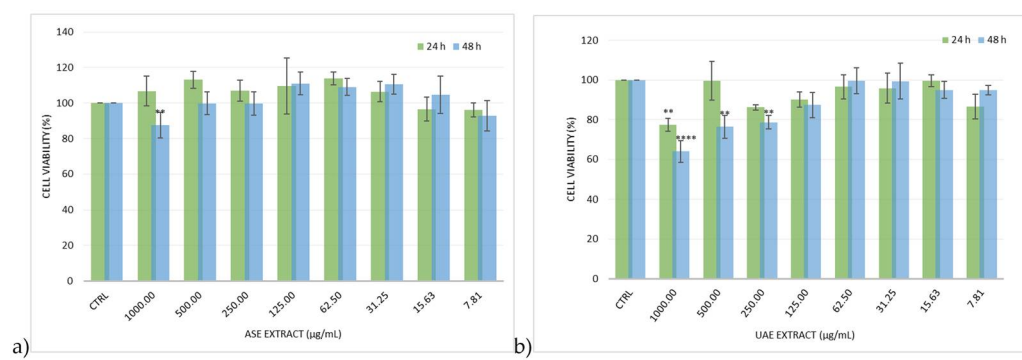 140
120
100
80
60
40
20
0
CELL VIABILITY (%)
24 h 48 h
**
CTRL 1000.00 500.00 250.00 125.00 62.50 31.25 15.63 7.81
ASE EXTRACT (µg/mL)
a)
120
100
80
60
40
20
0
CELL VIABILITY (%)
24 h 48 h
** **** ** **
CTRL 1000.00 500.00 250.00 125.00 62.50 31.25 15.63 7.81
UAE EXTRACT (µg/mL)
b)